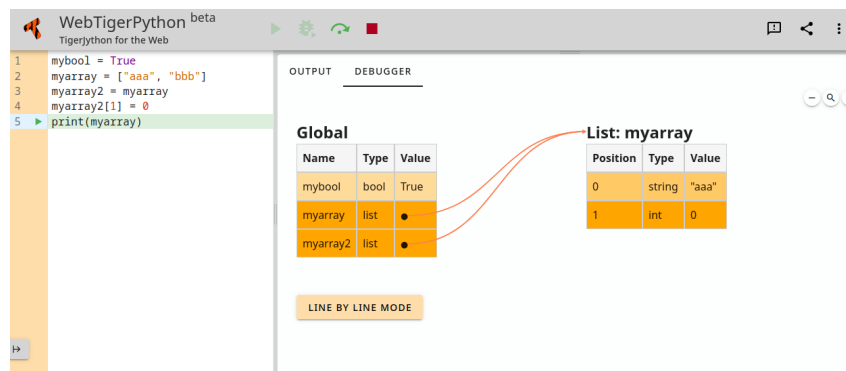 WebTigerPython beta
TigerJython for the Web
1 mybool = True
2 myarray = ["aaa", "bbb"]
3 myarray2 = myarray
4 myarray2[1] = 0
5 print(myarray)
OUTPUT DEBUGGER
Global
Name Type Value
mybool bool True
myarray list
myarray2 list
List: myarray
Position Type Value
0 string "aaa"
1 int 0
LINE BY LINE MODE